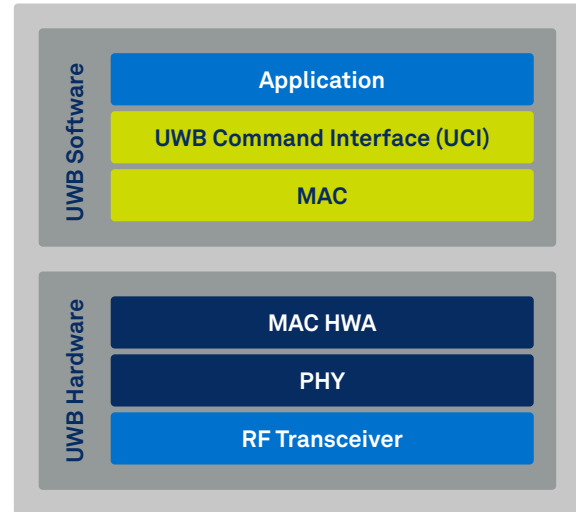 UWB Software
Application
UWB Command Interface (UCI)
MAC
UWB Hardware
MAC HWA
PHY
RF Transceiver